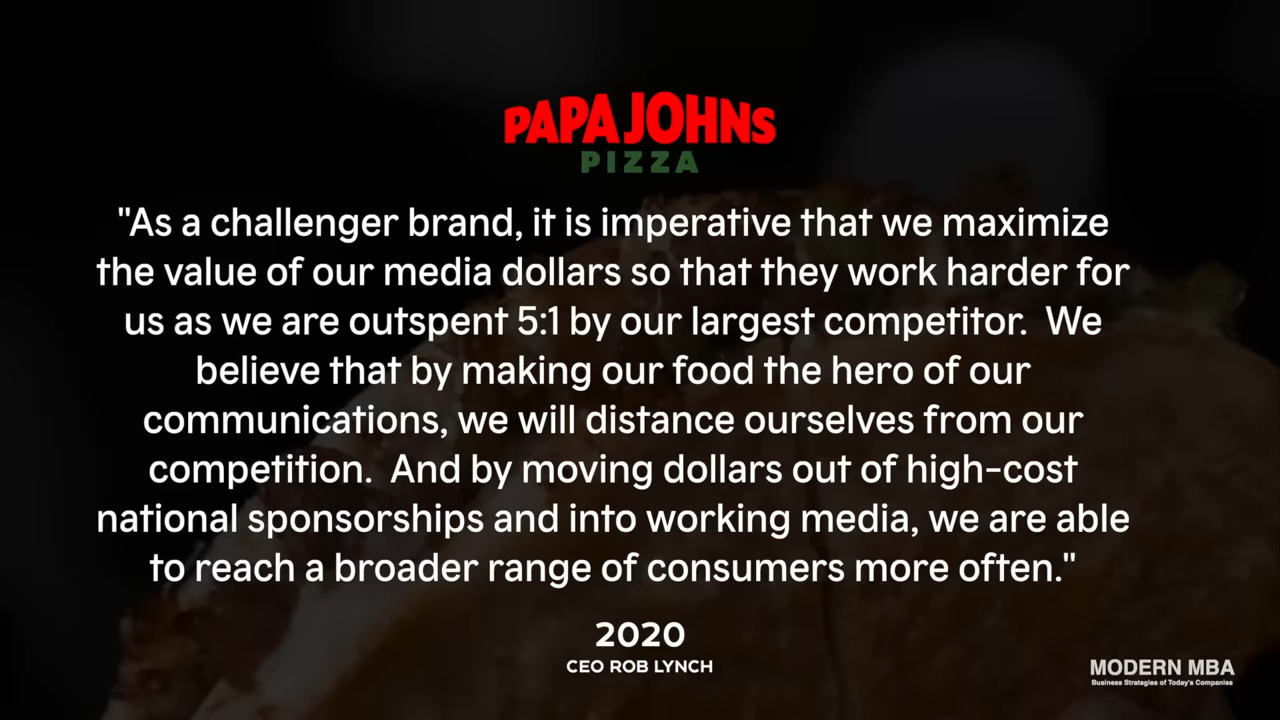 PAPA JOHNS
PIZZA
"As a challenger brand, it is imperative that we maximize
the value of our media dollars so that they work harder for
us as we are outspent 5:1 by our largest competitor.  We
believe that by making our food the hero of our
communications, we will distance ourselves from our
competition.  And by moving dollars out of high-cost
national sponsorships and into working media, we are able
to reach a broader range of consumers more often."
2020
CEO ROB LYNCH
MODERN MBA
Business Strategies of Today's Companies